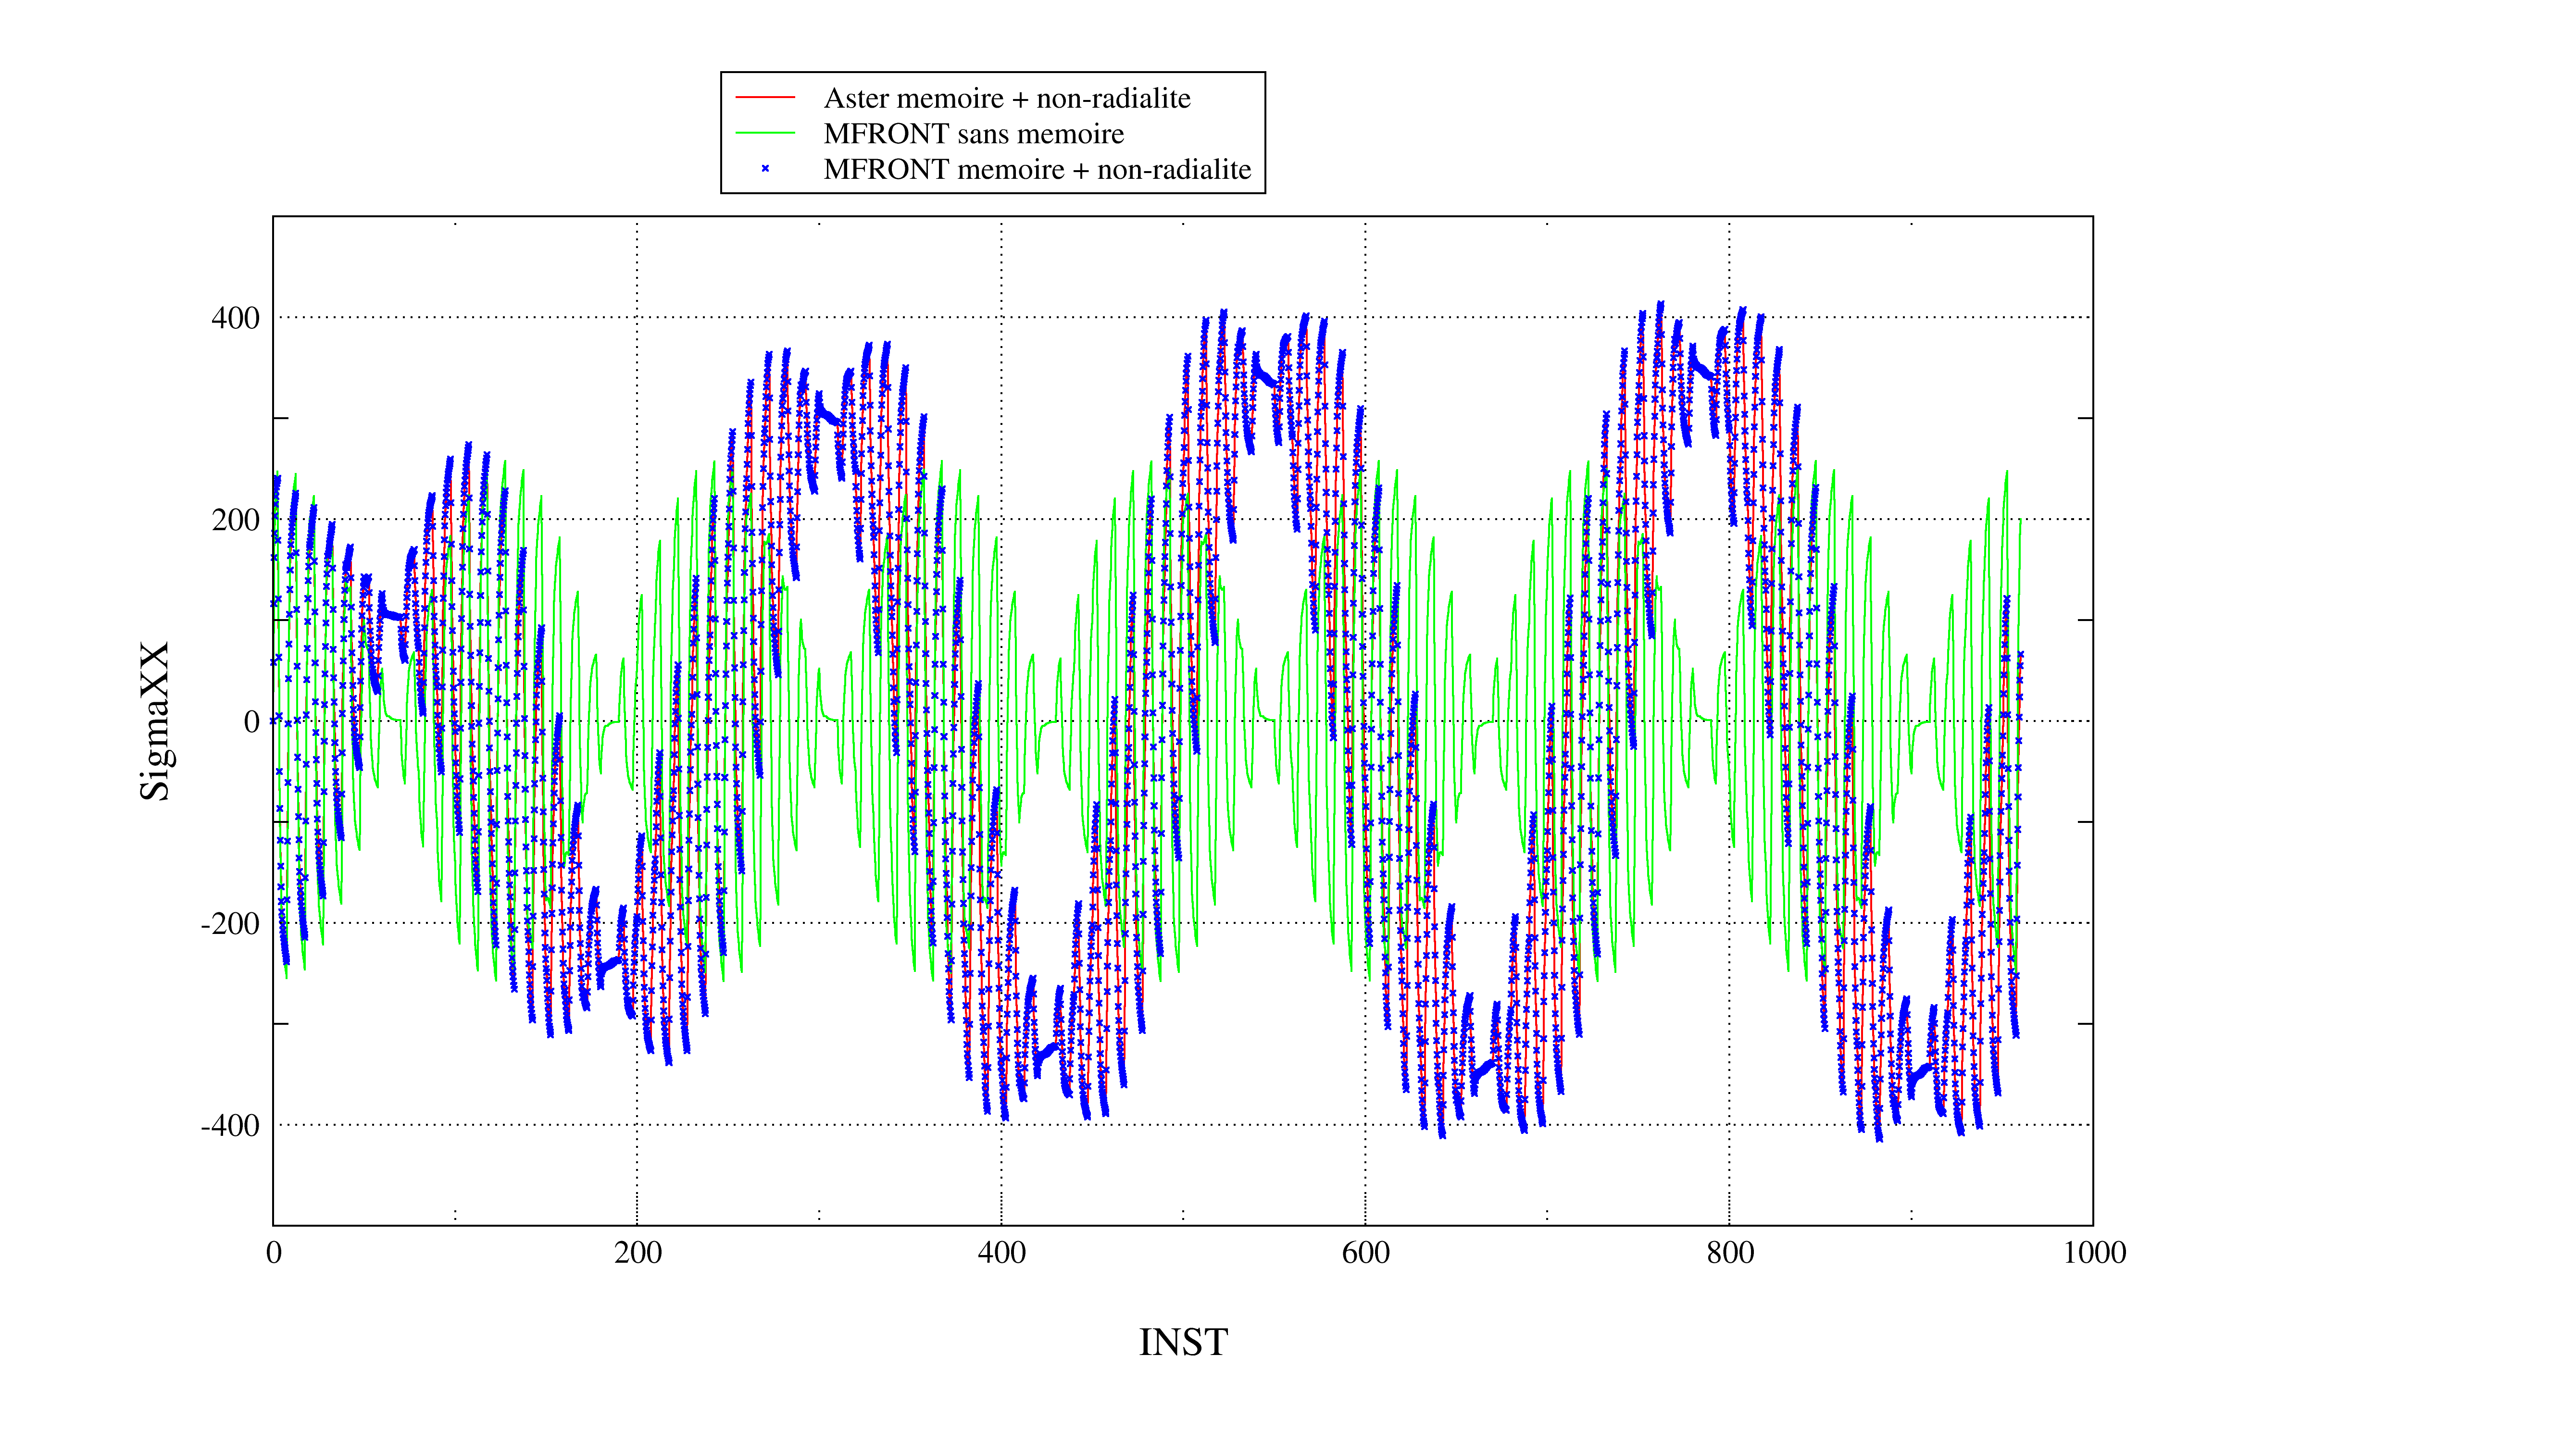 Aster memoire + non-radialite
MFRONT sans memoire
MFRONT memoire + non-radialite
400
200
0
-200
-400
SigmaXX
0 200 400 600 800 1000
INST